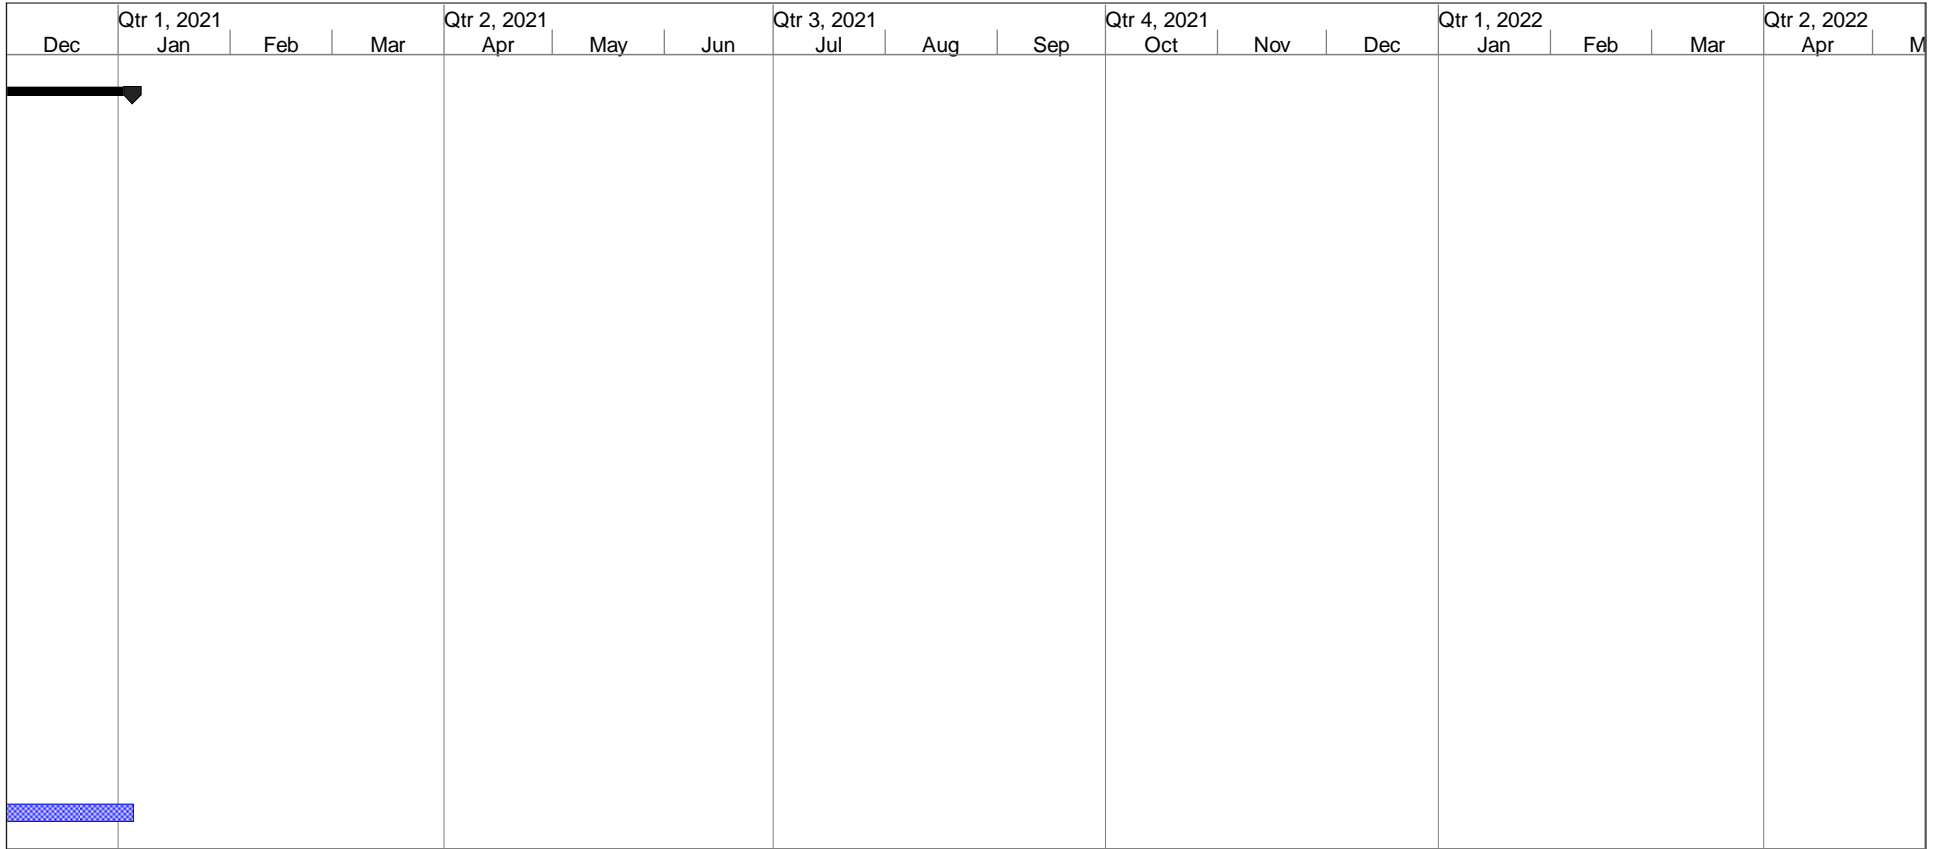 Qtr 1, 2021 Qtr 2, 2021 Qtr 3, 2021 Qtr 4, 2021 Qtr 1, 2022 Qtr 2, 2022
Dec Jan Feb Mar Apr May Jun Jul Aug Sep Oct Nov Dec Jan Feb Mar Apr M